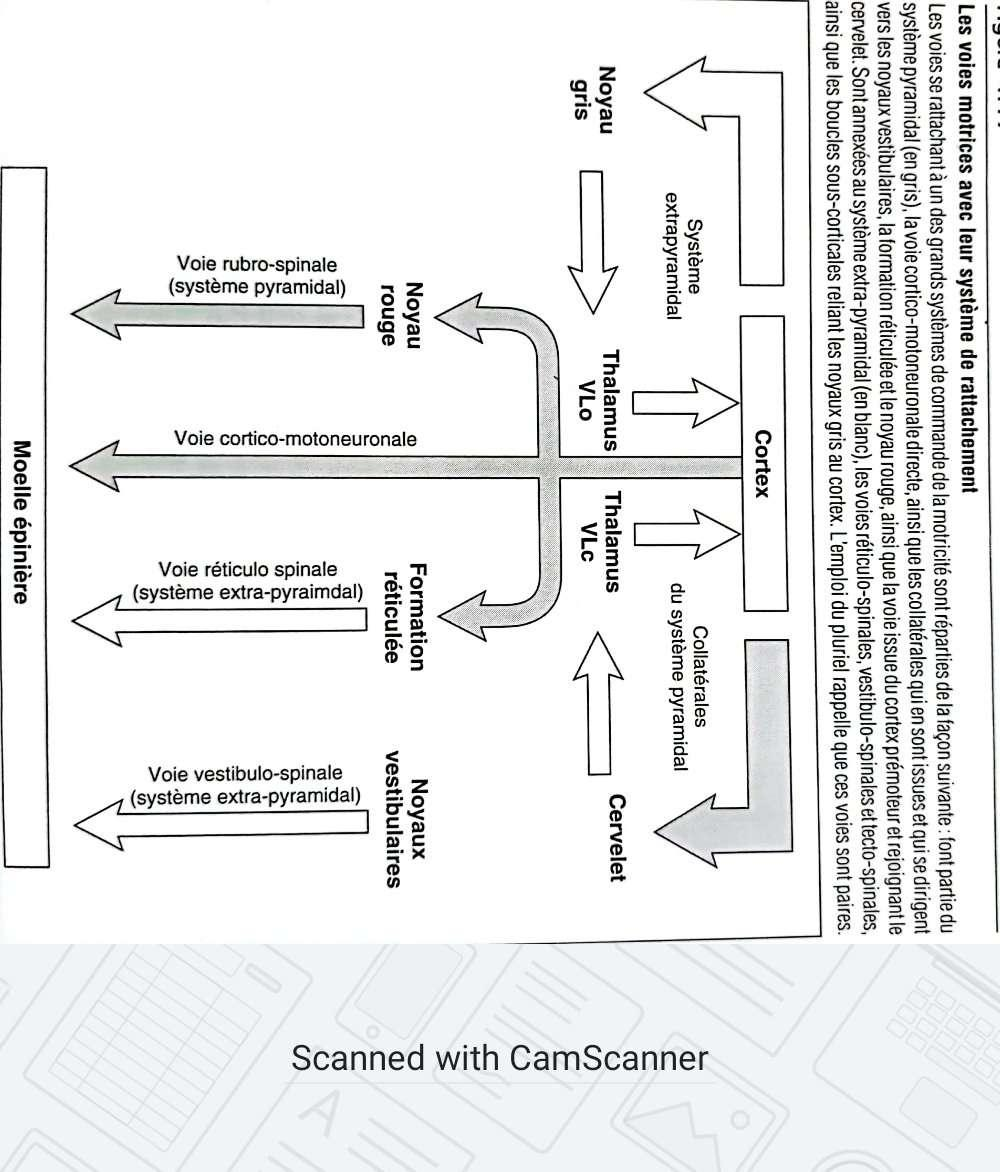 Les voies motrices avec leur système de rattachement
Les voies se rattachant à un des grands systèmes de commande de la motricité sont réparties de la façon suivante : font partie du
système pyramidal (en gris), la voie cortico-motoneuronale directe, ainsi que les collatérales qui en sont issues et qui se dirigent
vers les noyaux vestibulaires, la formation réticulée et le noyau rouge, ainsi que la voie issue du cortex prémoteur et rejoignant le
cervelet. Sont annexées au système extra-pyramidal (en blanc), les voies réticulo-spinales, vestibulo-spinales et tecto-spinales,
ainsi que les boucles sous-corticales reliant les noyaux gris au cortex. L'emploi du pluriel rappelle que ces voies sont paires.
Cortex
Système
extrapyramidal
Collatérales
du système pyramidal
Noyau
gris
Thalamus
VLo
Thalamus
VLc
Cervelet
Noyau
rouge
Formation
réticulée
Noyaux
vestibulaires
Voie rubro-spinale
(système pyramidal)
Voie cortico-motoneuronale
Voie réticulo spinale
(système extra-pyraimdal)
Voie vestibulo-spinale
(système extra-pyramidal)
Moelle épinière
Scanned with CamScanner